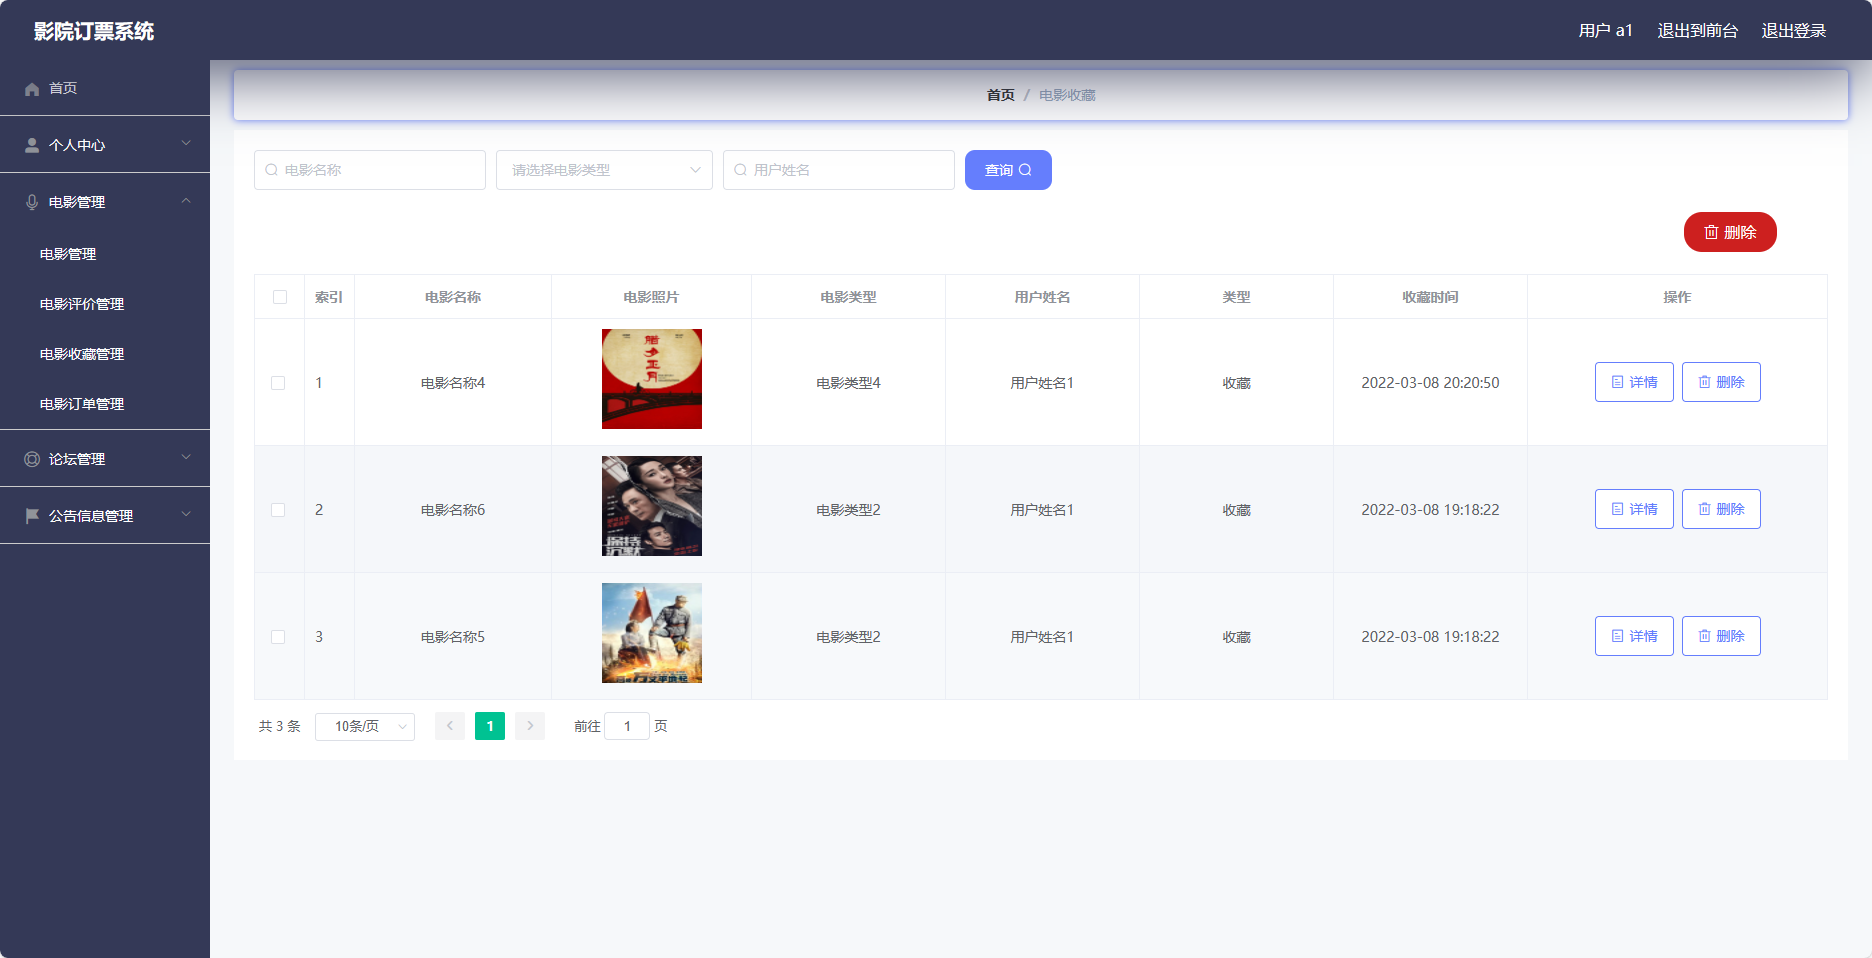 影院订票系统
用户 a1 退出到前台 退出登录
首页
个人中心
电影管理
电影管理
电影评价管理
电影收藏管理
电影订单管理
论坛管理
公告信息管理
首页 / 电影收藏
电影名称 请选择电影类型 用户姓名 查询
删除
索引 电影名称 电影照片 电影类型 用户姓名 类型 收藏时间 操作
腊月正月
1 电影名称4 电影类型4 用户姓名1 收藏 2022-03-08 20:20:50 详情 删除
2 电影名称6 电影类型2 用户姓名1 收藏 2022-03-08 19:18:22 详情 删除
保持沉默
3 电影名称5 电影类型2 用户姓名1 收藏 2022-03-08 19:18:22 详情 删除
共 3 条 10条/页 1 前往 1 页